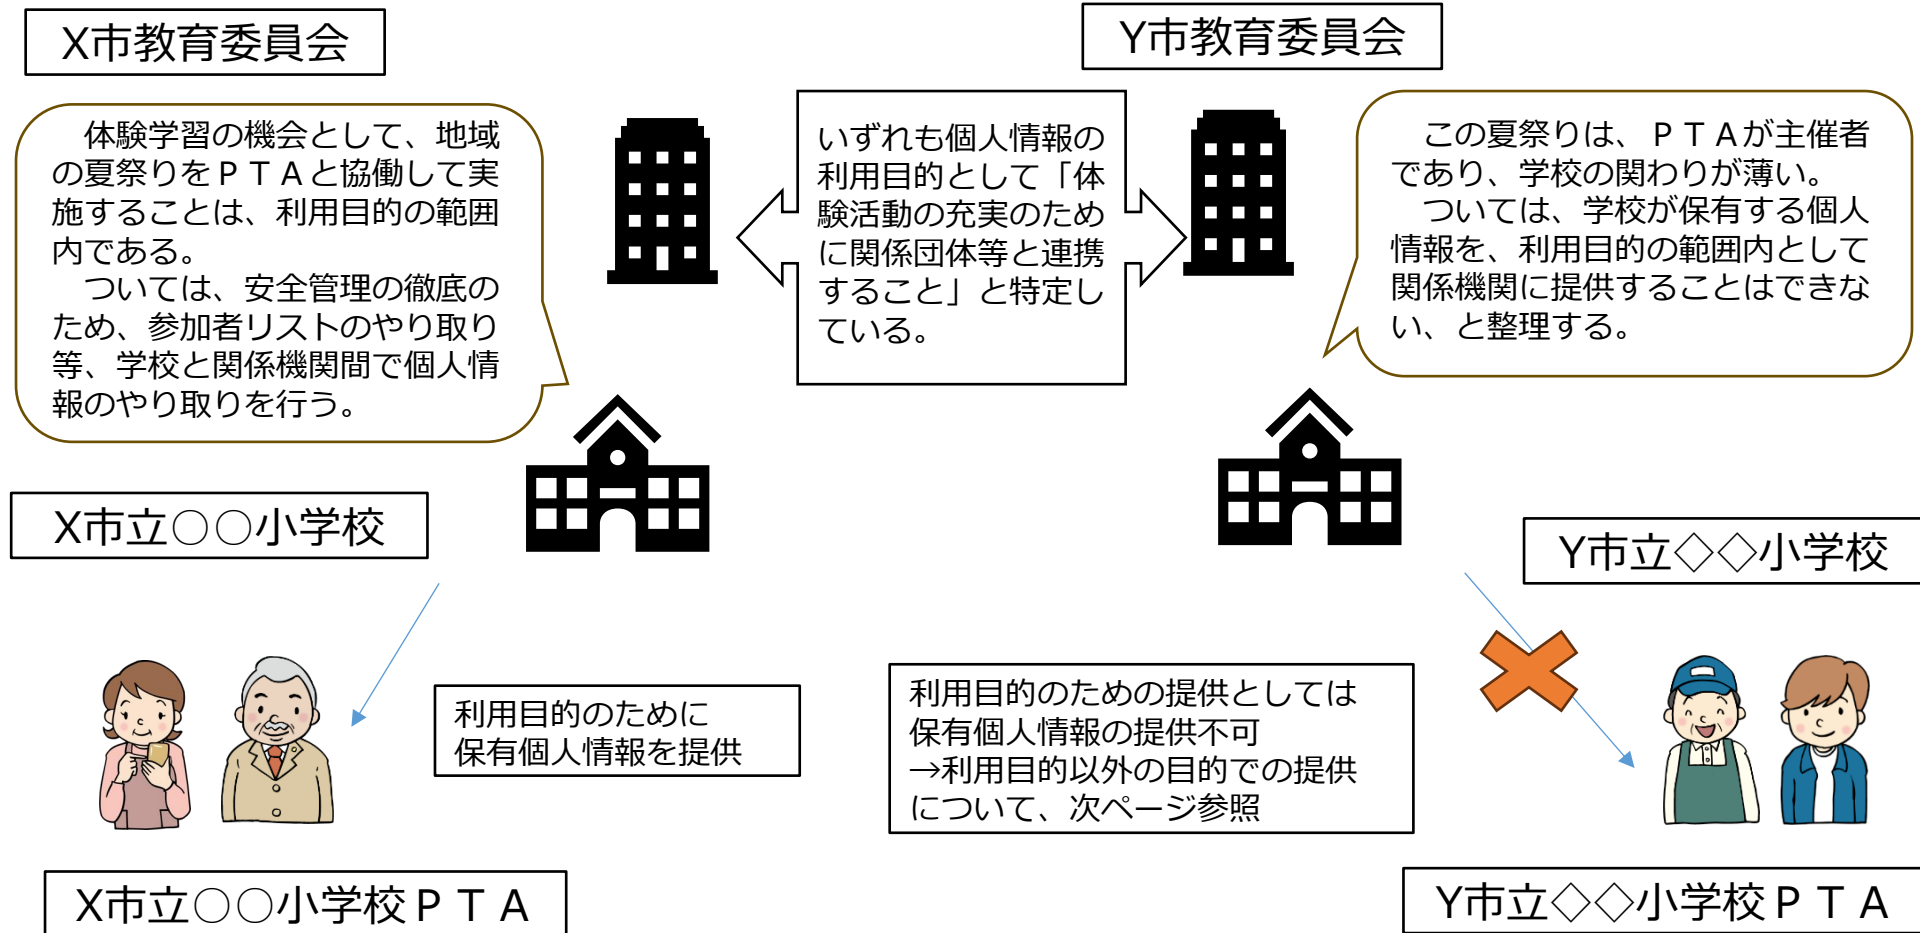 X市教育委員会
Y市教育委員会
体験学習の機会として、地域
の夏祭りをＰＴＡと協働して実
施することは、利用目的の範囲
内である。
ついては、安全管理の徹底の
ため、参加者リストのやり取り
等、学校と関係機関間で個人情
報のやり取りを行う。
いずれも個人情報の
利用目的として「体
験活動の充実のため
に関係団体等と連携
すること」と特定し
ている。
この夏祭りは、ＰＴＡが主催者
であり、学校の関わりが薄い。
ついては、学校が保有する個人
情報を、利用目的の範囲内として
関係機関に提供することはできな
い、と整理する。
X市立○○小学校
Y市立◇◇小学校
利用目的のために
保有個人情報を提供
利用目的のための提供としては
保有個人情報の提供不可
→利用目的以外の目的での提供
について、次ページ参照
X市立○○小学校ＰＴＡ
Y市立◇◇小学校ＰＴＡ